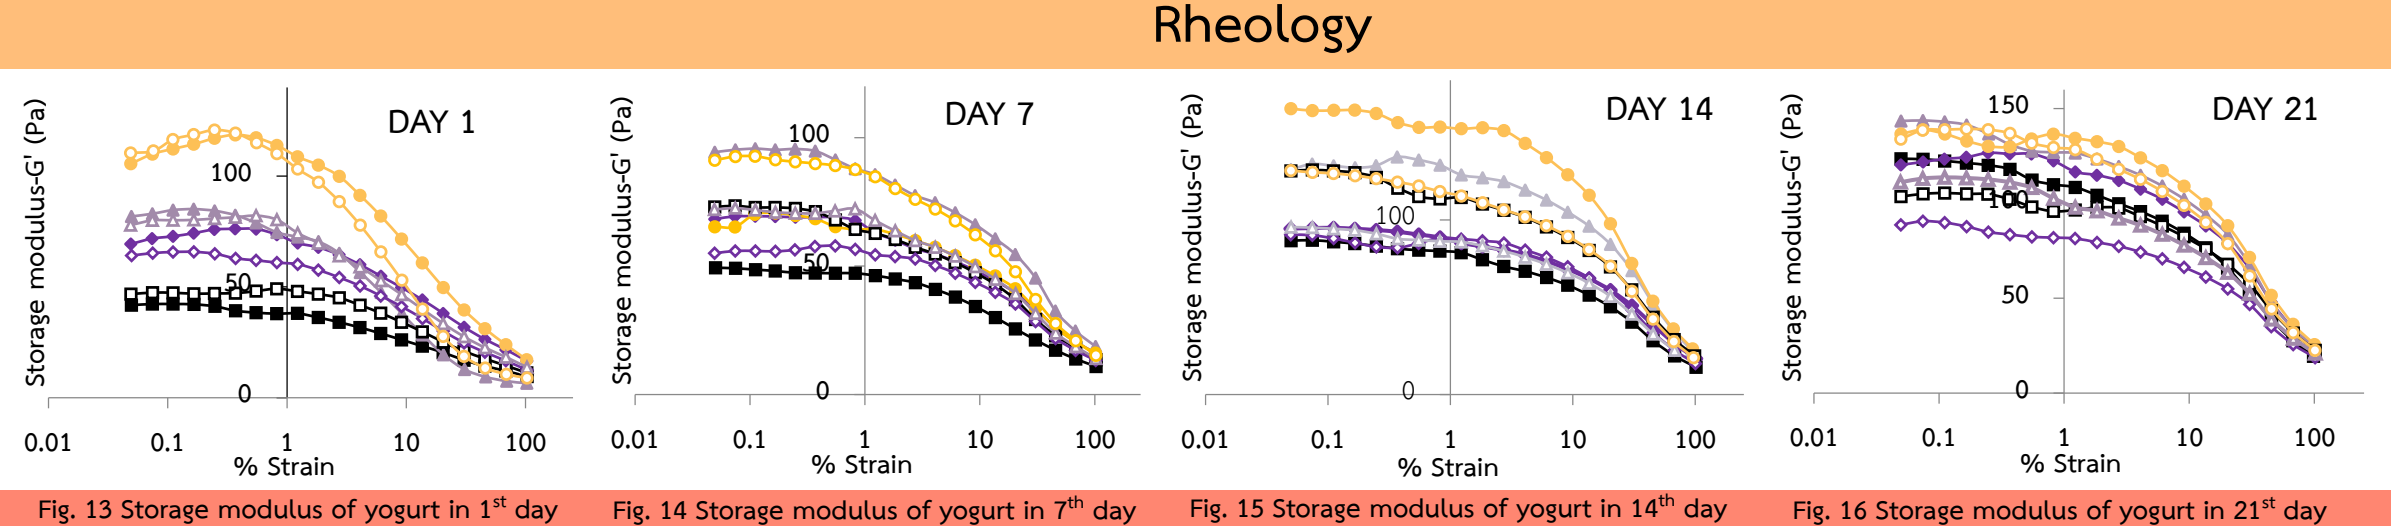 Rheology
Storage modulus-G' (Pa)
DAY 1
100
50
0
0.01 0.1 1 10 100
% Strain
Fig. 13 Storage modulus of yogurt in 1st day
Storage modulus-G' (Pa)
DAY 7
100
50
0
0.01 0.1 1 10 100
% Strain
Fig. 14 Storage modulus of yogurt in 7th day
Storage modulus-G' (Pa)
DAY 14
100
0
0.01 0.1 1 10 100
% Strain
Fig. 15 Storage modulus of yogurt in 14th day
Storage modulus-G' (Pa)
DAY 21
150
100
50
0
0.01 0.1 1 10 100
% Strain
Fig. 16 Storage modulus of yogurt in 21st day